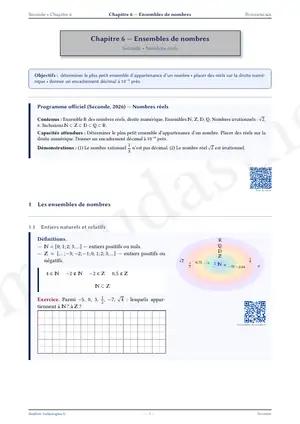 Seconde • Chapitre 6
Chapitre 6 — Ensembles de nombres
Chapitre 6 — Ensembles de nombres
Seconde • Nombres réels
Objectifs : déterminer le plus petit ensemble d'appartenance d'un nombre • placer des réels sur la droite numérique • donner un encadrement décimal à 10⁻ⁿ près.
Programme officiel (Seconde, 2026) — Nombres réels
Contenus : Ensemble ℝ des nombres réels, droite numérique. Ensembles ℕ, ℤ, 𝔻, ℚ. Nombres irrationnels : √2,
π. Inclusions ℕ ⊂ ℤ ⊂ 𝔻 ⊂ ℚ ⊂ ℝ.
Capacités attendues : Déterminer le plus petit ensemble d'appartenance d'un nombre. Placer des réels sur la
droite numérique. Donner un encadrement décimal à 10⁻ⁿ près.
Démonstrations : (1) Le nombre rationnel 1/3 n'est pas décimal. (2) Le nombre réel √2 est irrationnel.
1 Les ensembles de nombres
1.1 Entiers naturels et relatifs
Définitions.
— ℕ = {0; 1; 2; 3; ...} — entiers positifs ou nuls.
— ℤ = {...; −3; −2; −1; 0; 1; 2; 3; ...} — entiers positifs ou
négatifs.
4 ∈ ℕ −2 ∉ ℕ −2 ∈ ℤ 0,5 ∉ ℤ
ℕ ⊂ ℤ
ℝ
ℚ
𝔻
ℤ
ℕ
Exercice. Parmi −5, 0, 3, 1/2, −7, √4 : lesquels appartiennent à ℕ ? à ℤ ?
— 1 —
Seconde